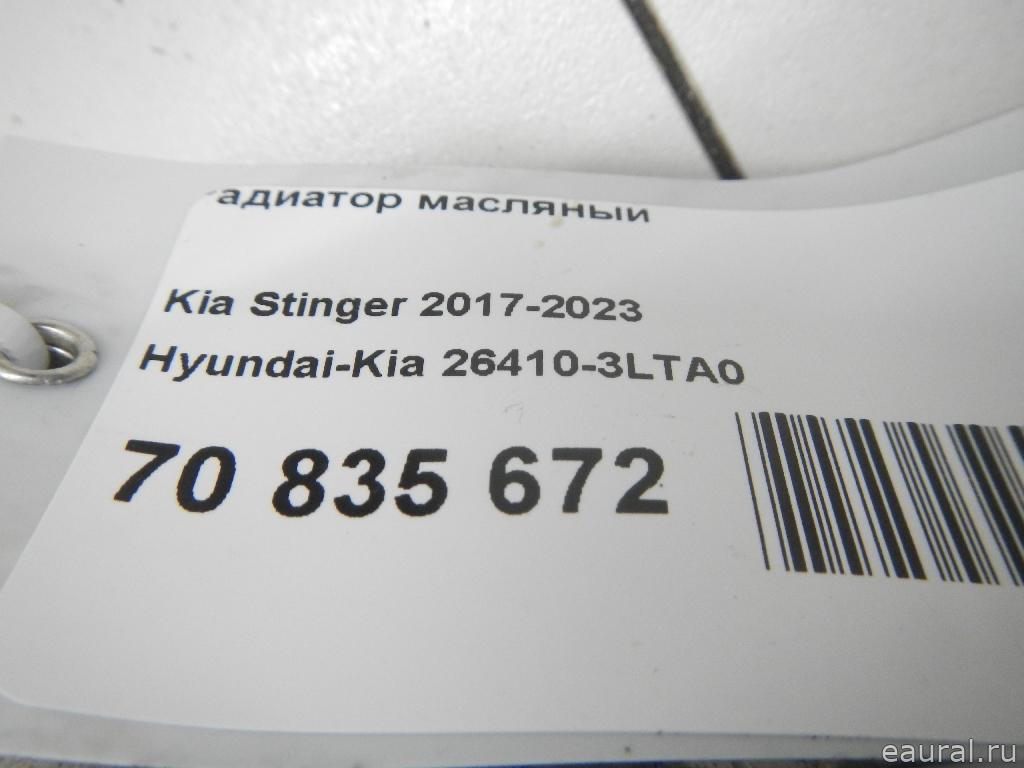 адиатор масляный
Kia Stinger 2017-2023
Hyundai-Kia 26410-3LTA0
70 835 672
eaural.ru